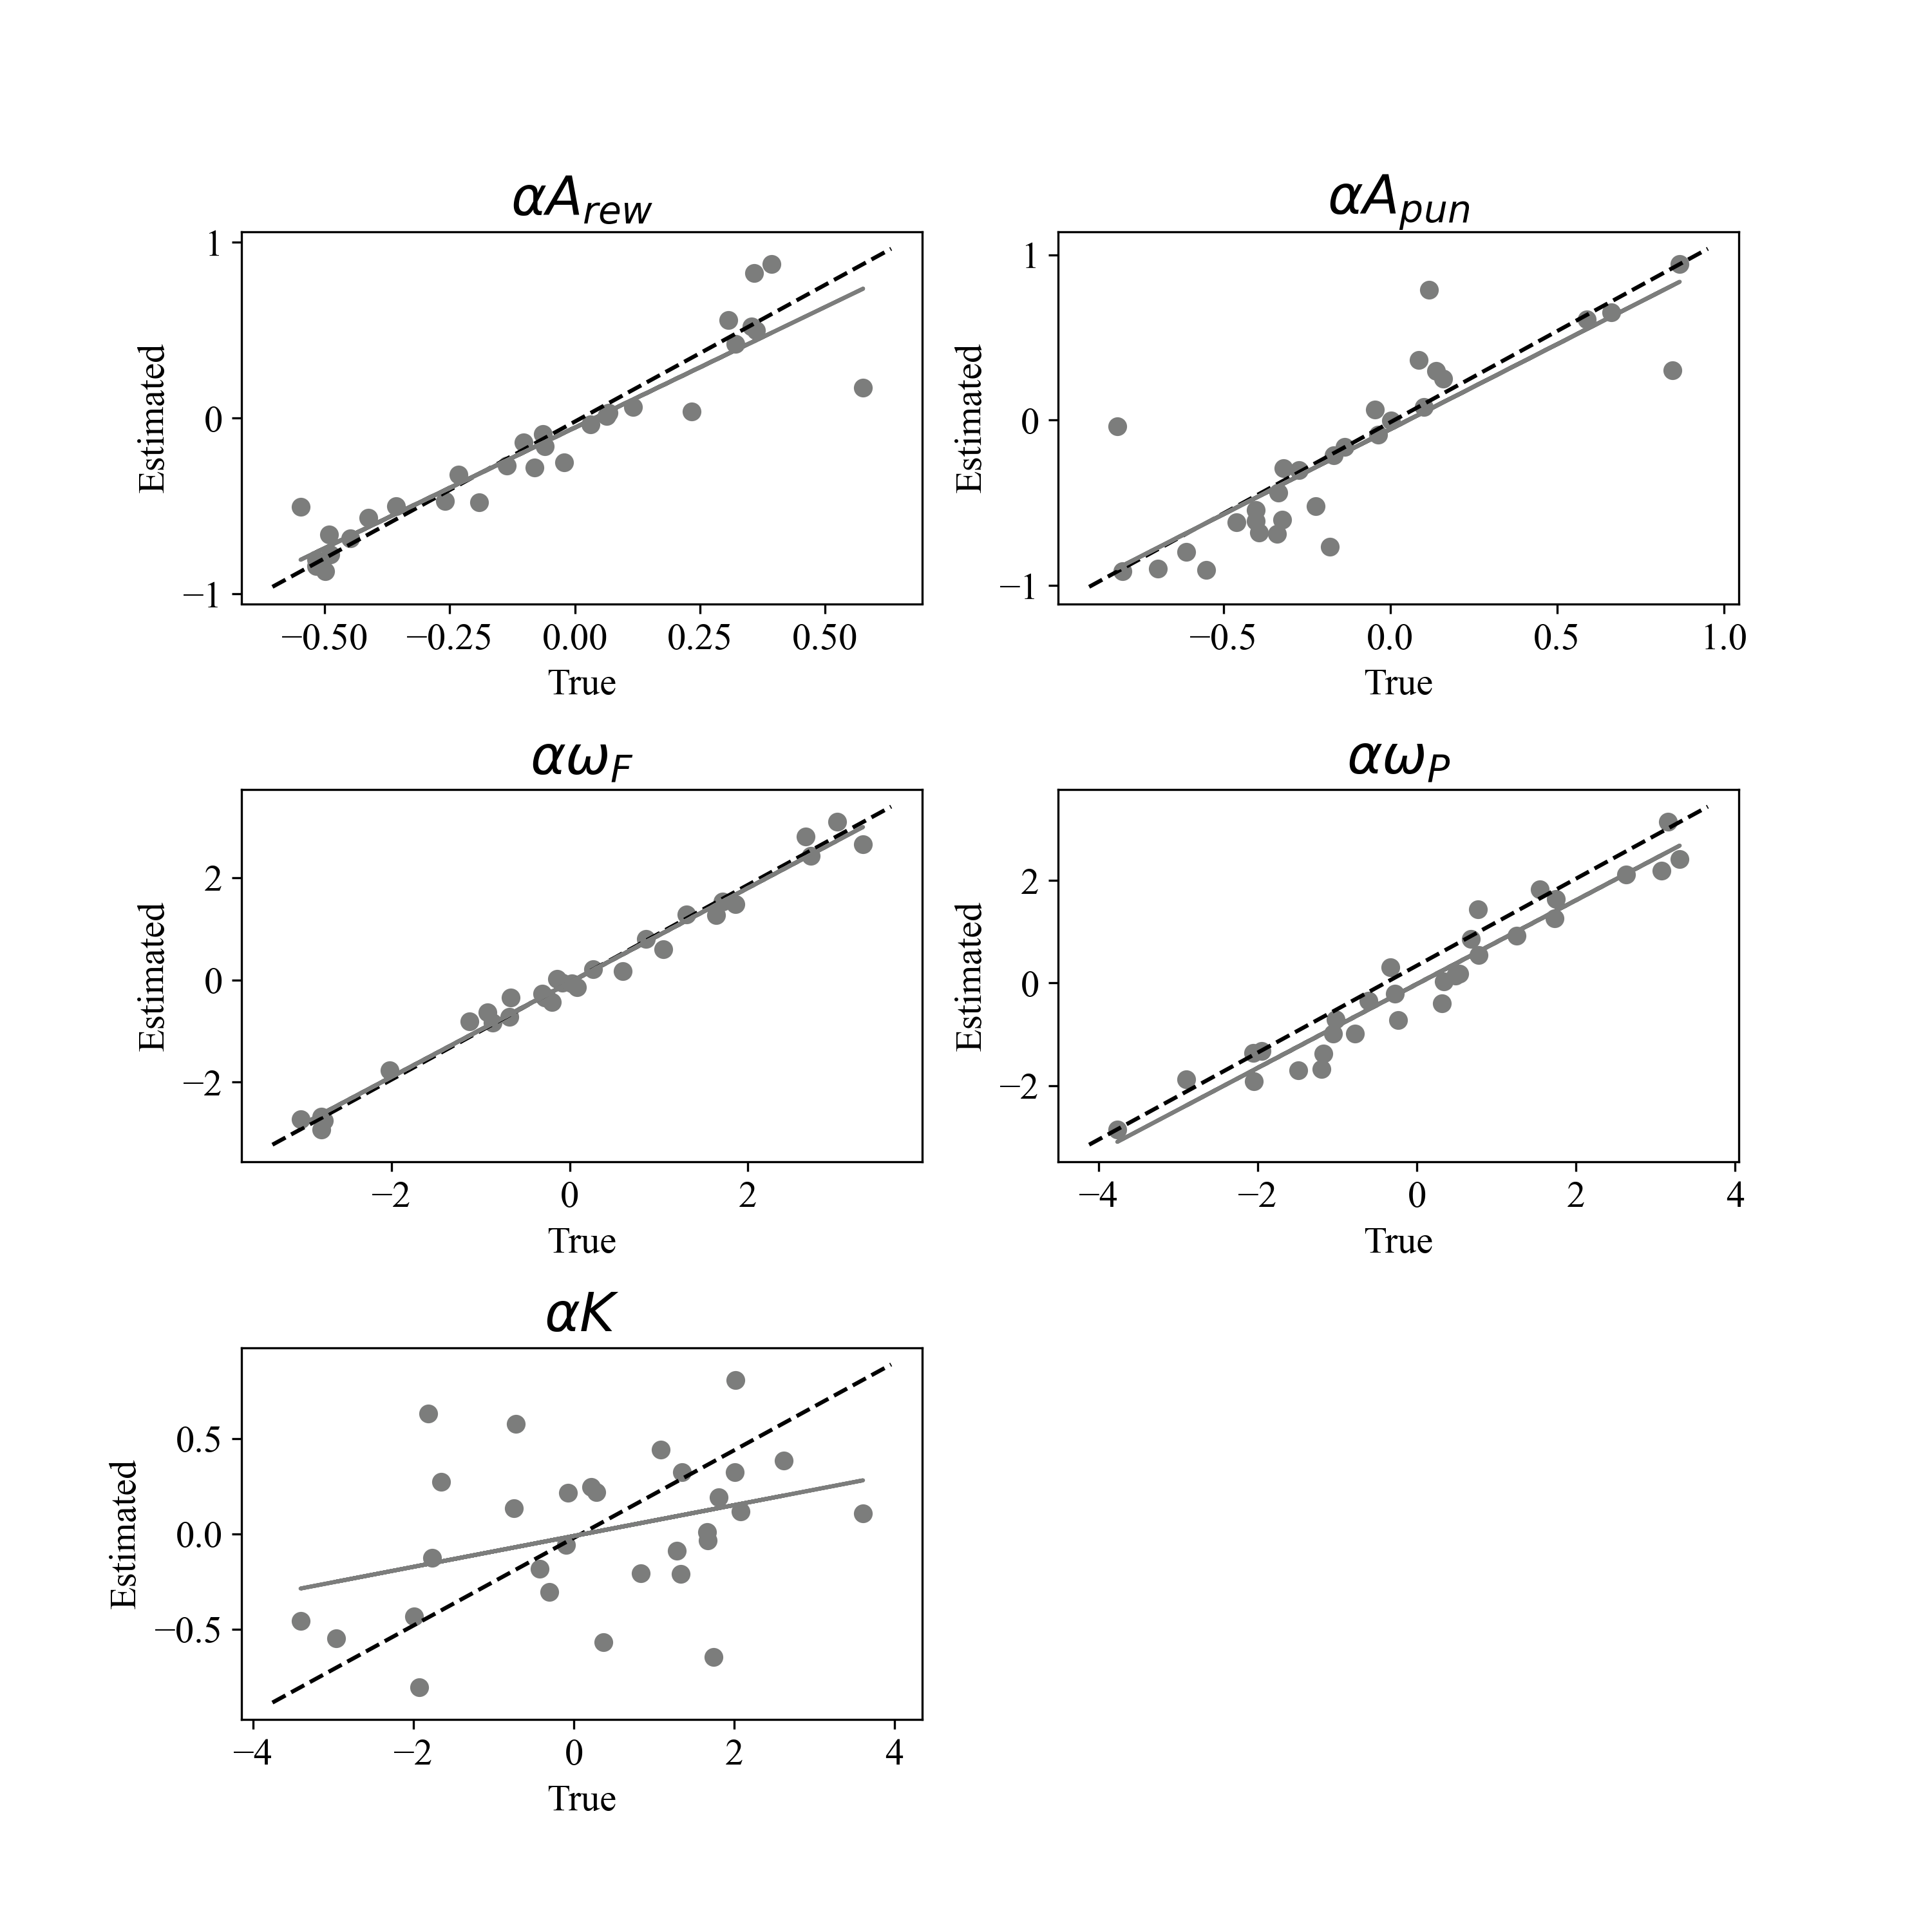 αA_rew
1
0
−1
Estimated
−0.50 −0.25 0.00 0.25 0.50
True
αA_pun
1
0
−1
Estimated
−0.5 0.0 0.5 1.0
True
αω_F
2
0
−2
Estimated
−2 0 2
True
αω_P
2
0
−2
Estimated
−4 −2 0 2 4
True
αK
0.5
0.0
−0.5
Estimated
−4 −2 0 2 4
True